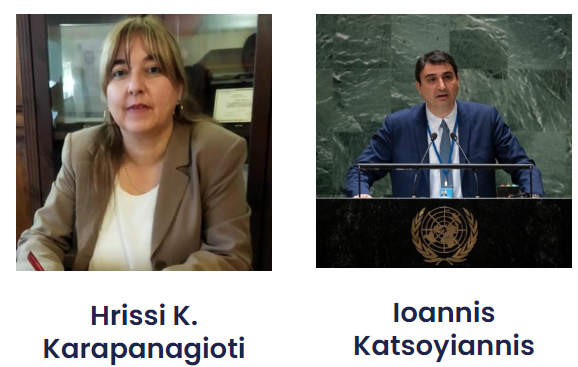 Hrissi K.
Karapanagioti
Ioannis
Katsoyiannis